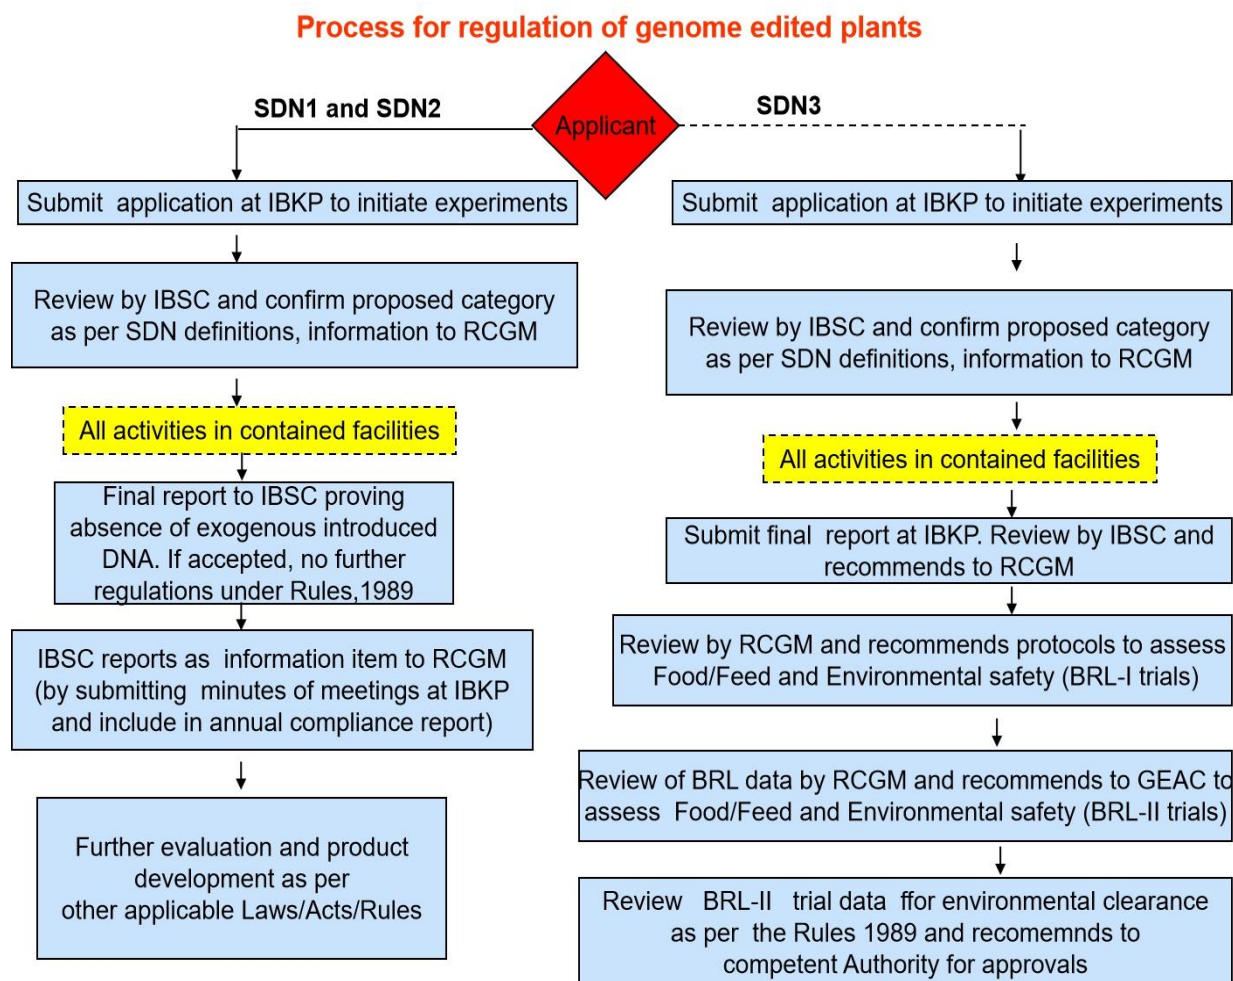 Process for regulation of genome edited plants
SDN1 and SDN2
Applicant
SDN3
Submit application at IBKP to initiate experiments
Review by IBSC and confirm proposed category
as per SDN definitions, information to RCGM
All activities in contained facilities
Final report to IBSC proving
absence of exogenous introduced
DNA. If accepted, no further
regulations under Rules,1989
IBSC reports as information item to RCGM
(by submitting minutes of meetings at IBKP
and include in annual compliance report)
Further evaluation and product
development as per
other applicable Laws/Acts/Rules
Submit application at IBKP to initiate experiments
Review by IBSC and confirm proposed category
as per SDN definitions, information to RCGM
All activities in contained facilities
Submit final report at IBKP. Review by IBSC and
recommends to RCGM
Review by RCGM and recommends protocols to assess
Food/Feed and Environmental safety (BRL-I trials)
Review of BRL data by RCGM and recommends to GEAC to
assess Food/Feed and Environmental safety (BRL-II trials)
Review BRL-II trial data ffor environmental clearance
as per the Rules 1989 and recomemnds to
competent Authority for approvals